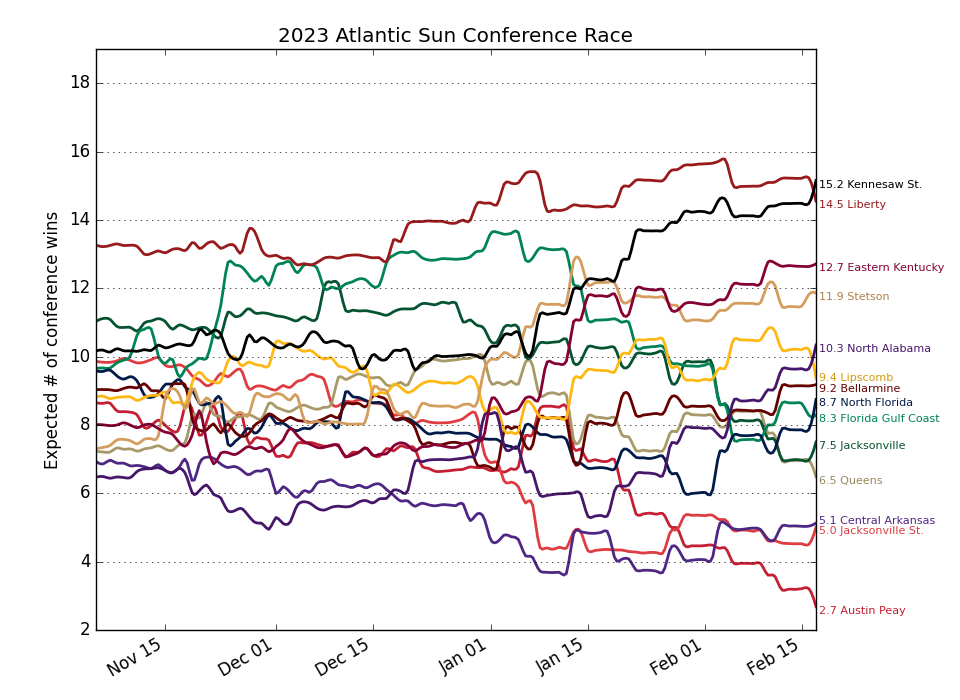 2023 Atlantic Sun Conference Race
Expected # of conference wins
18
16
14
12
10
8
6
4
2
Nov 15
Dec 01
Dec 15
Jan 01
Jan 15
Feb 01
Feb 15
15.2 Kennesaw St.
14.5 Liberty
12.7 Eastern Kentucky
11.9 Stetson
10.3 North Alabama
9.4 Lipscomb
9.2 Bellarmine
8.7 North Florida
8.3 Florida Gulf Coast
7.5 Jacksonville
6.5 Queens
5.1 Central Arkansas
5.0 Jacksonville St.
2.7 Austin Peay